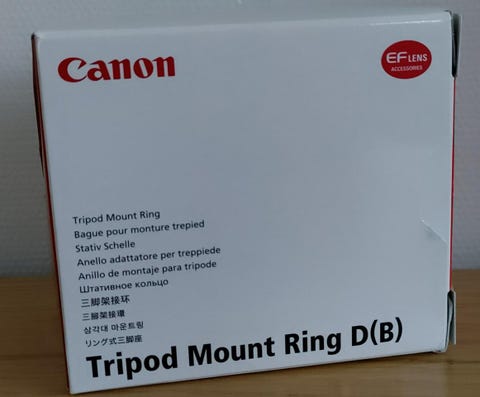 Canon
EF LENS
ACCESSORIES
Tripod Mount Ring
Bague pour monture trepied
Stativ Schelle
Anello adattatore per treppiede
Anillo de montaje para tripode
Штативное кольцо
三脚架接环
三腳架接環
삼각대 마운트링
リング式三脚座
Tripod Mount Ring D(B)